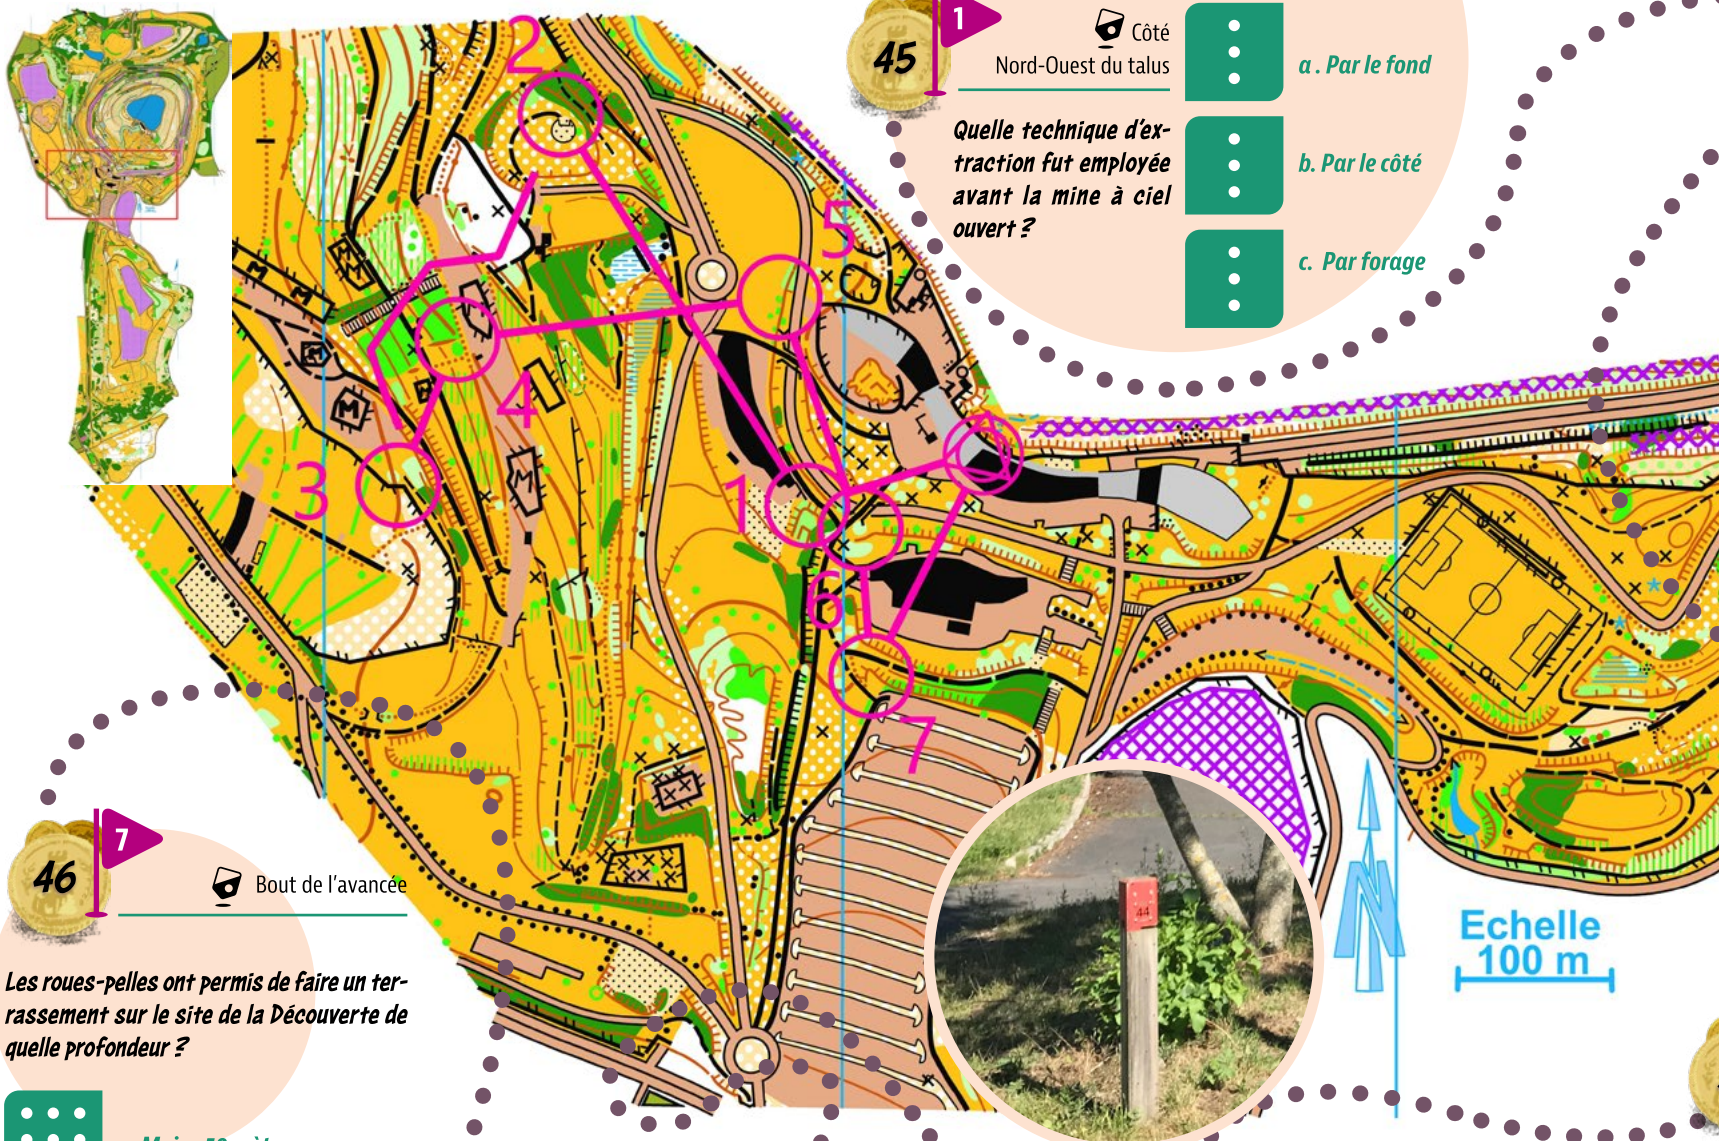 45
1
Côté
Nord-Ouest du talus
Quelle technique d'ex-
traction fut employée
avant la mine à ciel
ouvert ?
a . Par le fond
b. Par le côté
c. Par forage
2
5
4
3
1
6
7
M
M
M
M
M
M
46
7
Bout de l'avancée
Les roues-pelles ont permis de faire un ter-
rassement sur le site de la Découverte de
quelle profondeur ?
44
N
Echelle
100 m